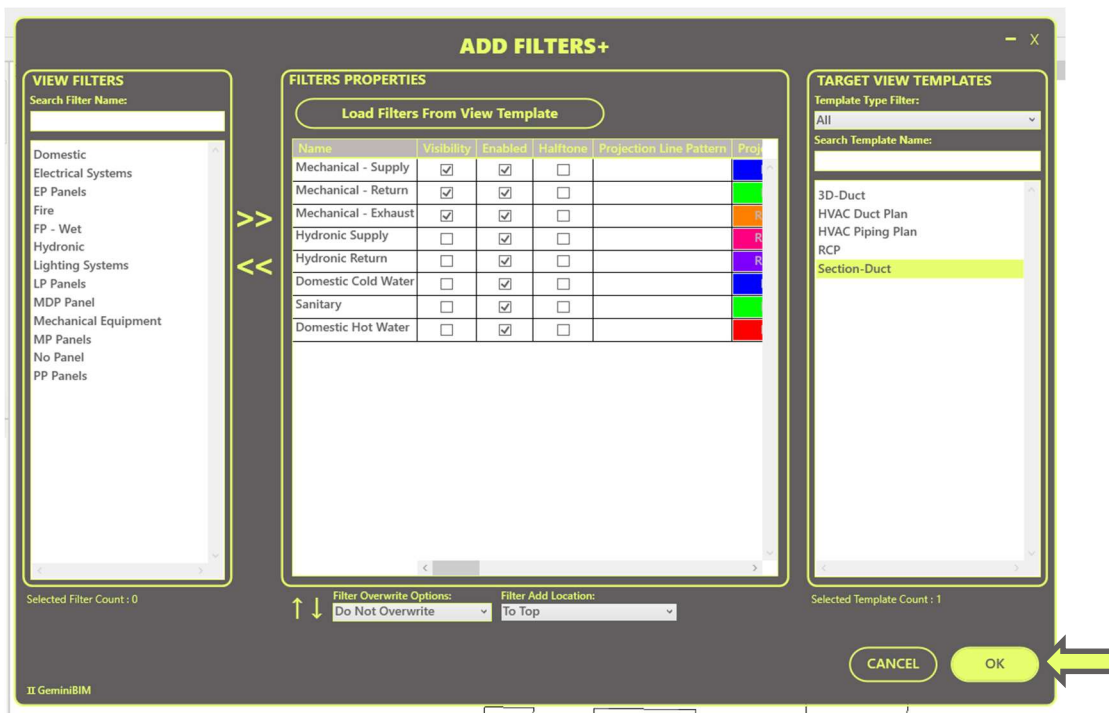 ADD FILTERS+
– X
VIEW FILTERS
Search Filter Name:
Domestic
Electrical Systems
EP Panels
Fire
FP - Wet
Hydronic
Lighting Systems
LP Panels
MDP Panel
Mechanical Equipment
MP Panels
No Panel
PP Panels
Selected Filter Count : 0
>>
<<
FILTERS PROPERTIES
Load Filters From View Template
Name Visibility Enabled Halftone Projection Line Pattern Proj
Mechanical - Supply
Mechanical - Return
Mechanical - Exhaust R
Hydronic Supply R
Hydronic Return R
Domestic Cold Water
Sanitary
Domestic Hot Water
↑ ↓
Filter Overwrite Options:
Do Not Overwrite
Filter Add Location:
To Top
TARGET VIEW TEMPLATES
Template Type Filter:
All
Search Template Name:
3D-Duct
HVAC Duct Plan
HVAC Piping Plan
RCP
Section-Duct
Selected Template Count : 1
CANCEL OK
GeminiBIM